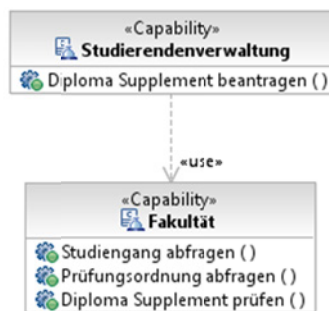 «Capability»
Studierendenverwaltung
Diploma Supplement beantragen ( )
«use»
«Capability»
Fakultät
Studiengang abfragen ( )
Prüfungsordnung abfragen ( )
Diploma Supplement prüfen ( )